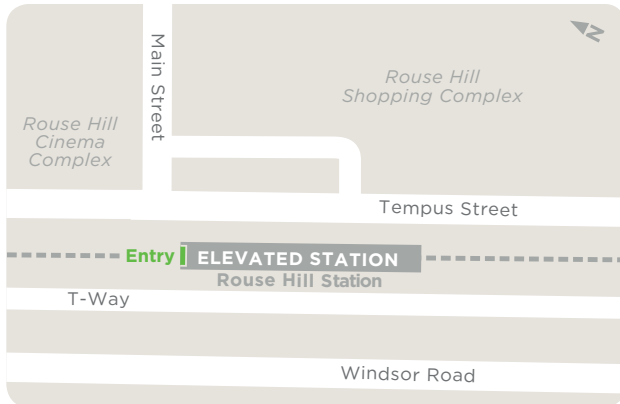 N
Main Street
Rouse Hill
Shopping Complex
Rouse Hill
Cinema
Complex
Tempus Street
Entry
ELEVATED STATION
Rouse Hill Station
T-Way
Windsor Road